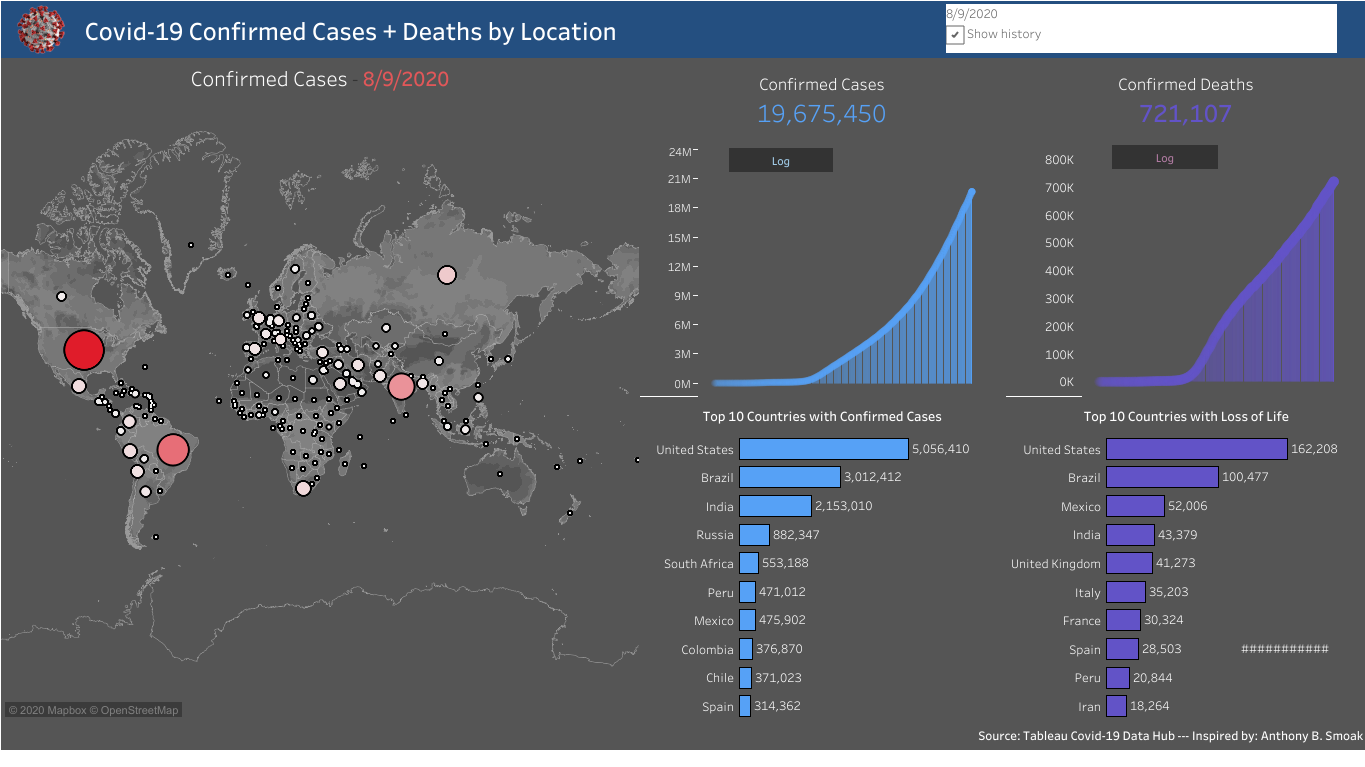 Covid-19 Confirmed Cases + Deaths by Location
8/9/2020
Show history
Confirmed Cases - 8/9/2020
Confirmed Cases
19,675,450
Log
24M
21M
18M
15M
12M
9M
6M
3M
0M
Confirmed Deaths
721,107
Log
800K
700K
600K
500K
400K
300K
200K
100K
0K
Top 10 Countries with Confirmed Cases
United States 5,056,410
Brazil 3,012,412
India 2,153,010
Russia 882,347
South Africa 553,188
Peru 471,012
Mexico 475,902
Colombia 376,870
Chile 371,023
Spain 314,362
Top 10 Countries with Loss of Life
United States 162,208
Brazil 100,477
Mexico 52,006
India 43,379
United Kingdom 41,273
Italy 35,203
France 30,324
Spain 28,503 ###########
Peru 20,844
Iran 18,264
© 2020 Mapbox © OpenStreetMap
Source: Tableau Covid-19 Data Hub --- Inspired by: Anthony B. Smoak